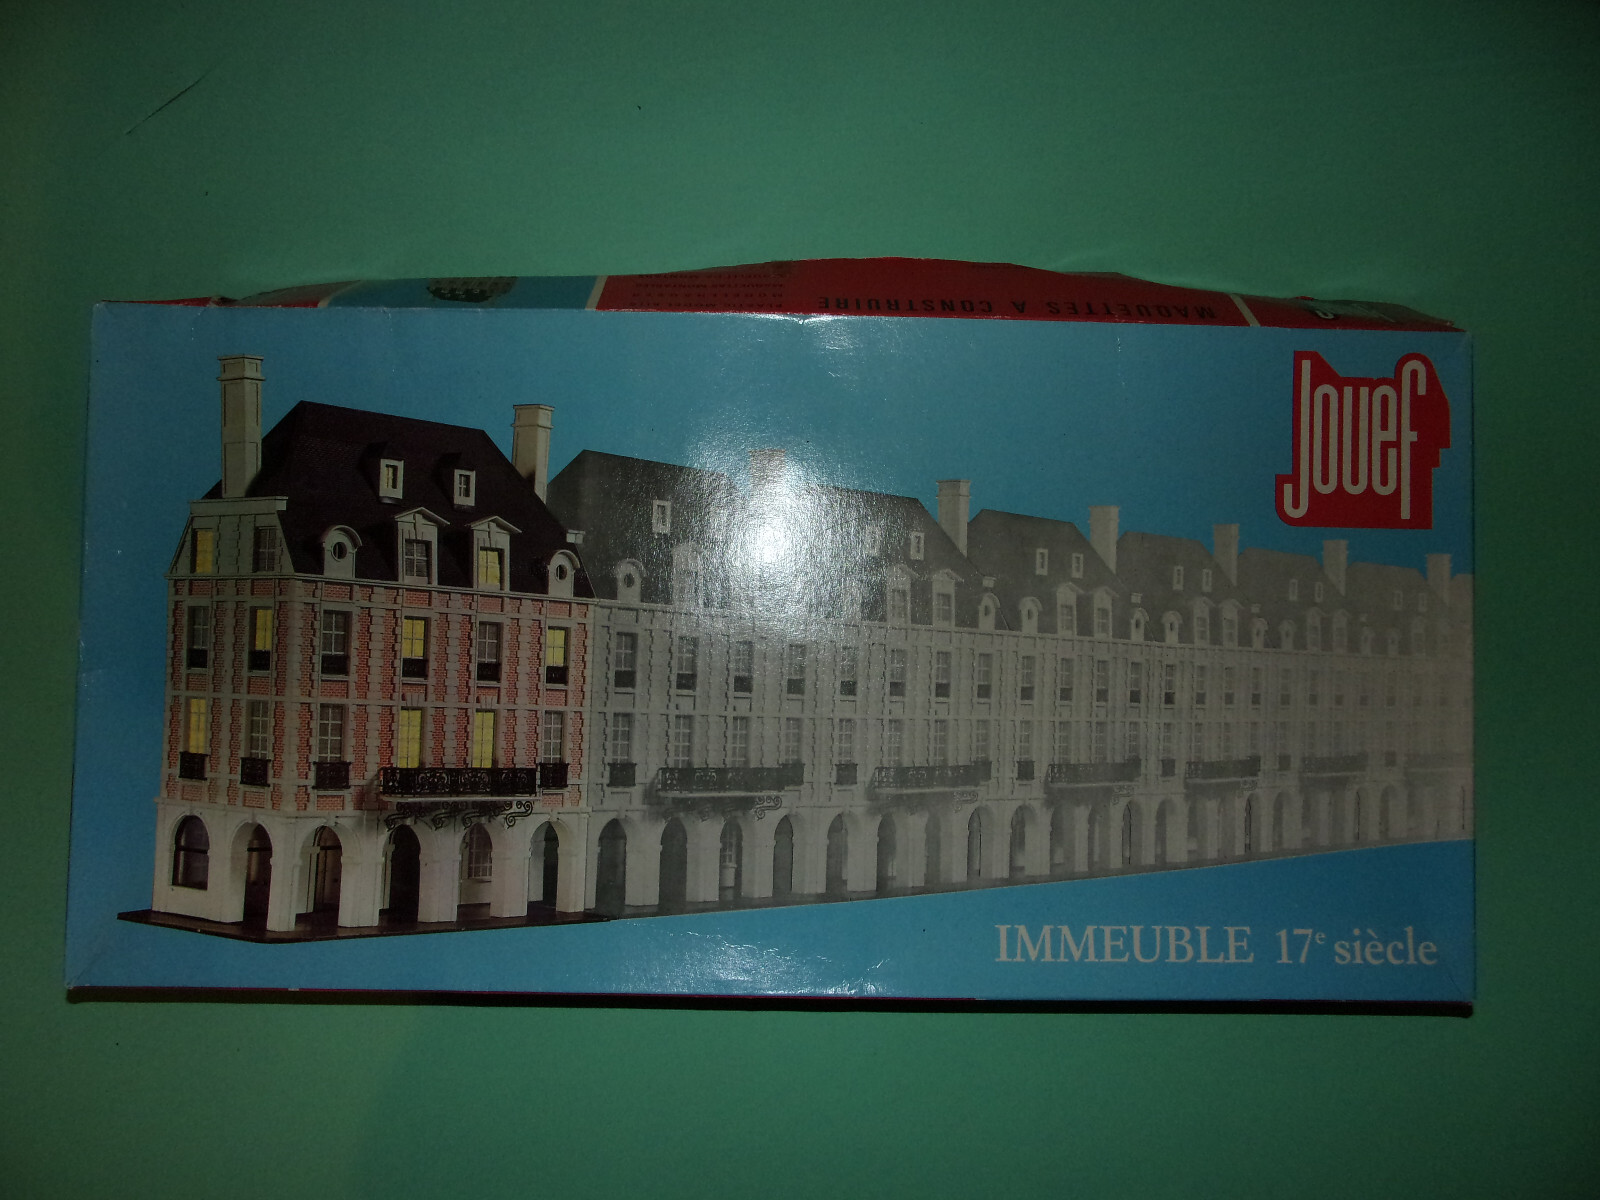 MAQUETTES A CONSTRUIRE
Jouef
IMMEUBLE 17e siècle